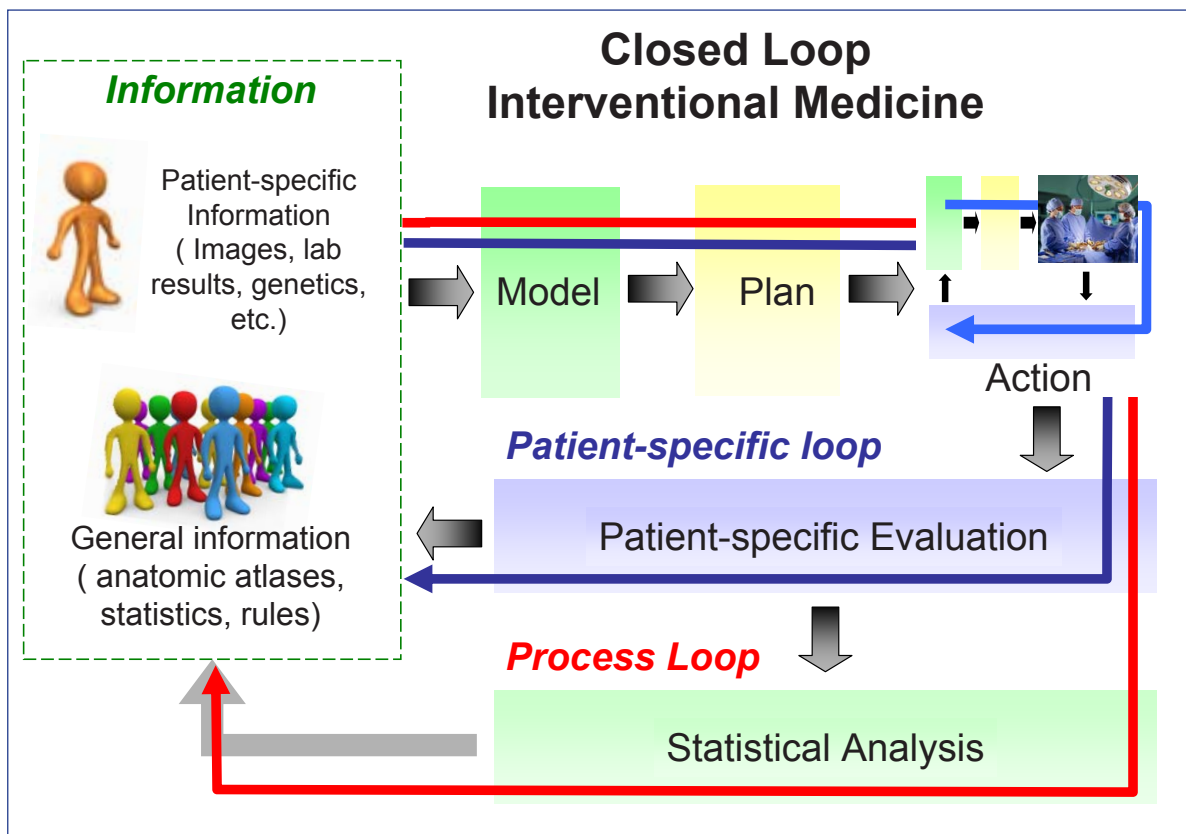 Closed Loop
Interventional Medicine
Information
Patient-specific
Information
( Images, lab
results, genetics,
etc.)
General information
( anatomic atlases,
statistics, rules)
Model
Plan
Action
Patient-specific loop
Patient-specific Evaluation
Process Loop
Statistical Analysis